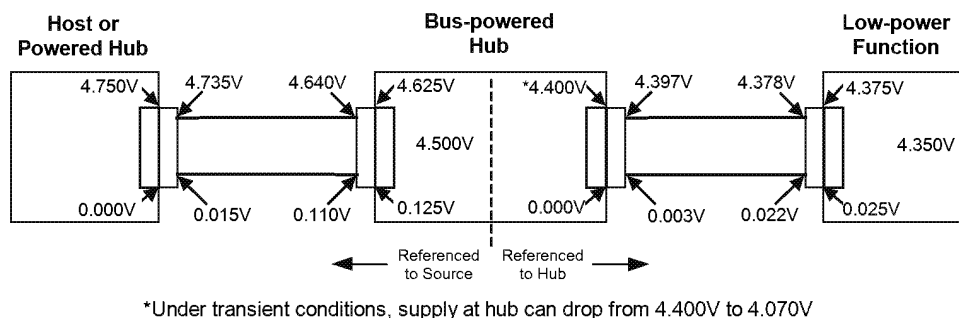 Host or
Powered Hub
Bus-powered
Hub
Low-power
Function
4.750V
4.735V
4.640V
4.625V
*4.400V
4.397V
4.378V
4.375V
4.500V
4.350V
0.000V
0.015V
0.110V
0.125V
0.000V
0.003V
0.022V
0.025V
Referenced
to Source
Referenced
to Hub
*Under transient conditions, supply at hub can drop from 4.400V to 4.070V